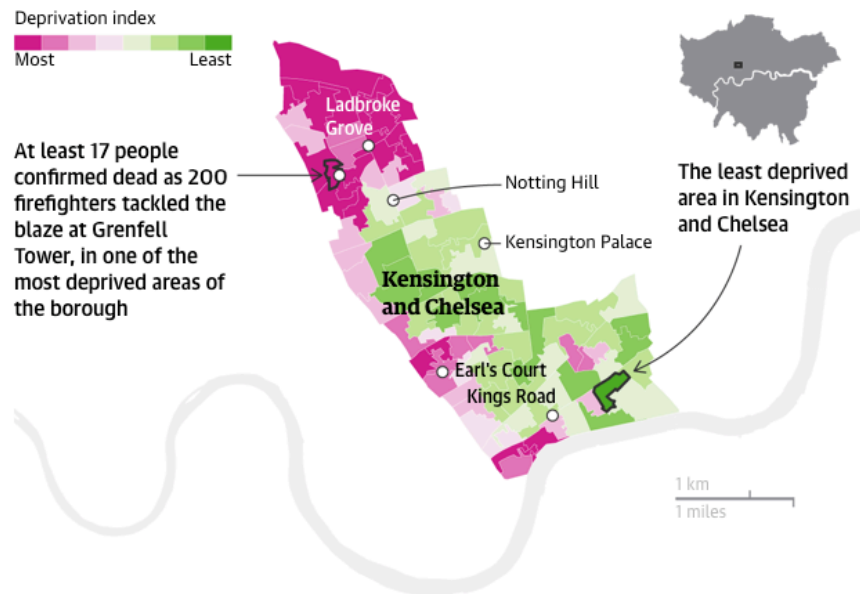 Deprivation index
Most
Least
At least 17 people
confirmed dead as 200
firefighters tackled the
blaze at Grenfell
Tower, in one of the
most deprived areas of
the borough
Ladbroke
Grove
Notting Hill
Kensington Palace
Kensington
and Chelsea
Earl's Court
Kings Road
The least deprived
area in Kensington
and Chelsea
1 km
1 miles